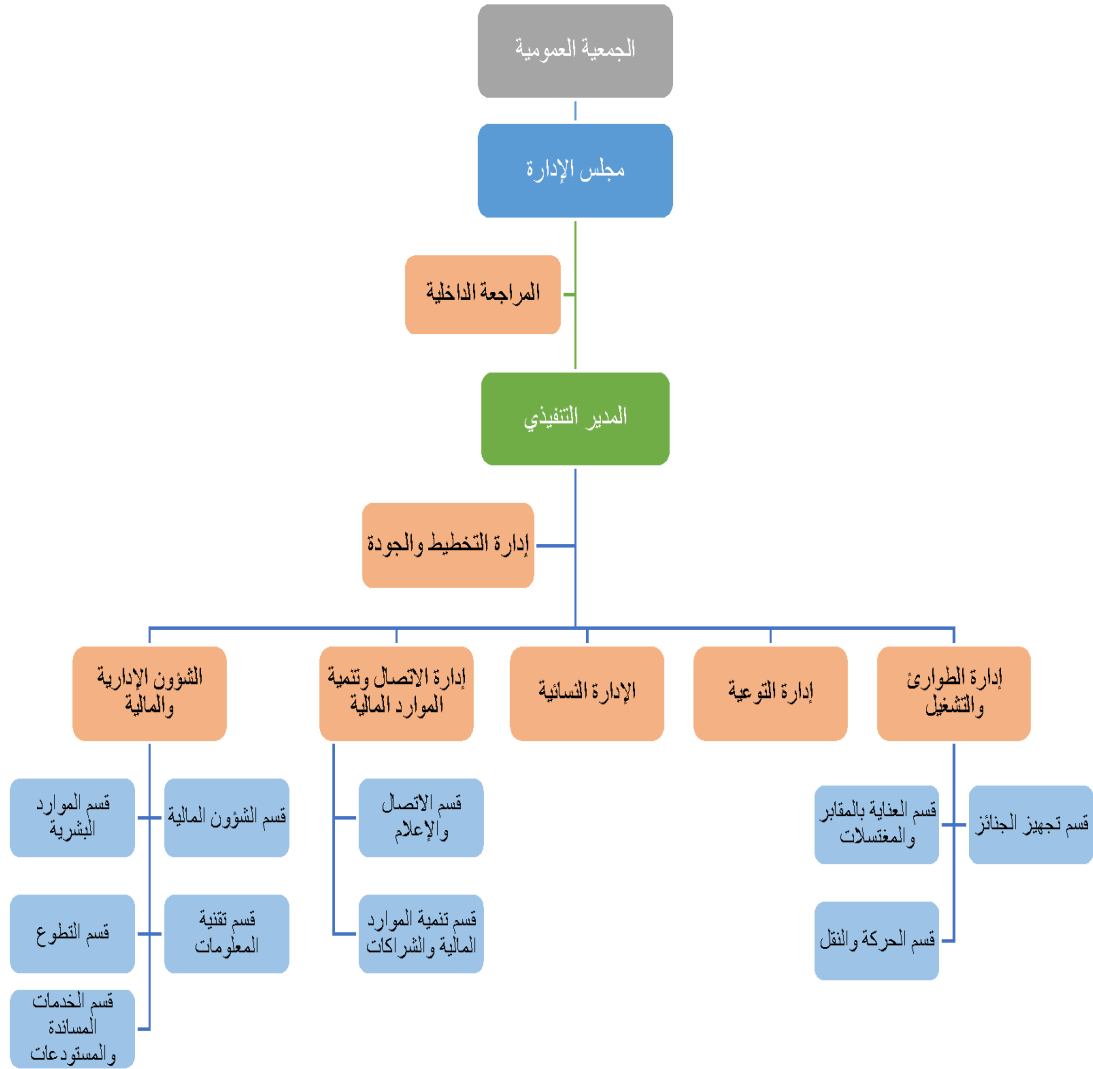 الجمعية العمومية
مجلس الإدارة
المراجعة الداخلية
المدير التنفيذي
إدارة التخطيط والجودة
إدارة الطوارئ
والتشغيل
إدارة التوعية
الإدارة النسائية
إدارة الاتصال وتنمية
الموارد المالية
الشؤون الإدارية
والمالية
قسم تجهيز الجنائز
قسم العناية بالمقابر
والمغتسلات
قسم الحركة والنقل
قسم الاتصال
والإعلام
قسم تنمية الموارد
المالية والشراكات
قسم الشؤون المالية
قسم الموارد
البشرية
قسم تقنية
المعلومات
قسم التطوع
قسم الخدمات
المساندة
والمستودعات